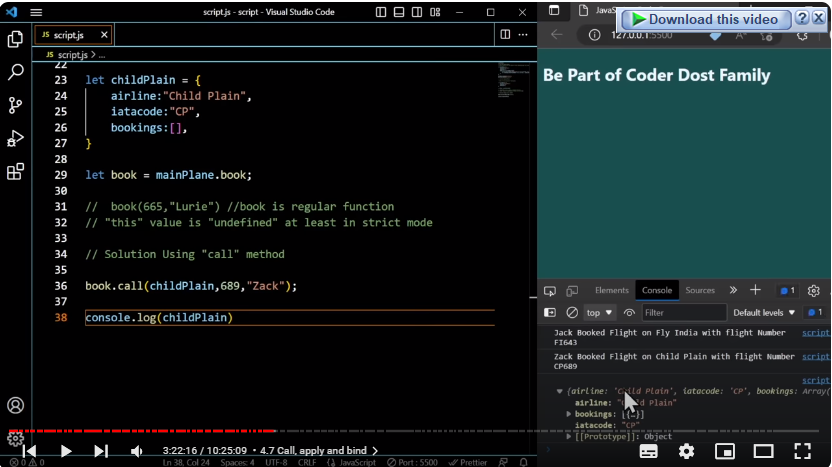 script.js - script - Visual Studio Code
Download this video
127.0.0.1:5500
JS script.js
JS script.js > ...
22
23 let childPlain = {
24 airline:"Child Plain",
25 iatacode:"CP",
26 bookings:[],
27 }
28
29 let book = mainPlane.book;
30
31 // book(665,"Lurie") //book is regular function
32 // "this" value is "undefined" at least in strict mode
33
34 // Solution Using "call" method
35
36 book.call(childPlain,689,"Zack");
37
38 console.log(childPlain)
Be Part of Coder Dost Family
Elements Console Sources 1
top Filter Default levels 1
Jack Booked Flight on Fly India with flight Number script
FI643
Zack Booked Flight on Child Plain with flight Number script
CP689
script
{airline: 'Child Plain', iatacode: 'CP', bookings: Array(
airline: "Child Plain"
bookings: [{…}]
iatacode: "CP"
[[Prototype]]: Object
3:22:16 / 10:25:09 • 4.7 Call, apply and bind
0 0 Ln 38, Col 24 Spaces: 4 UTF-8 CRLF {} JavaScript Port : 5500 Prettier